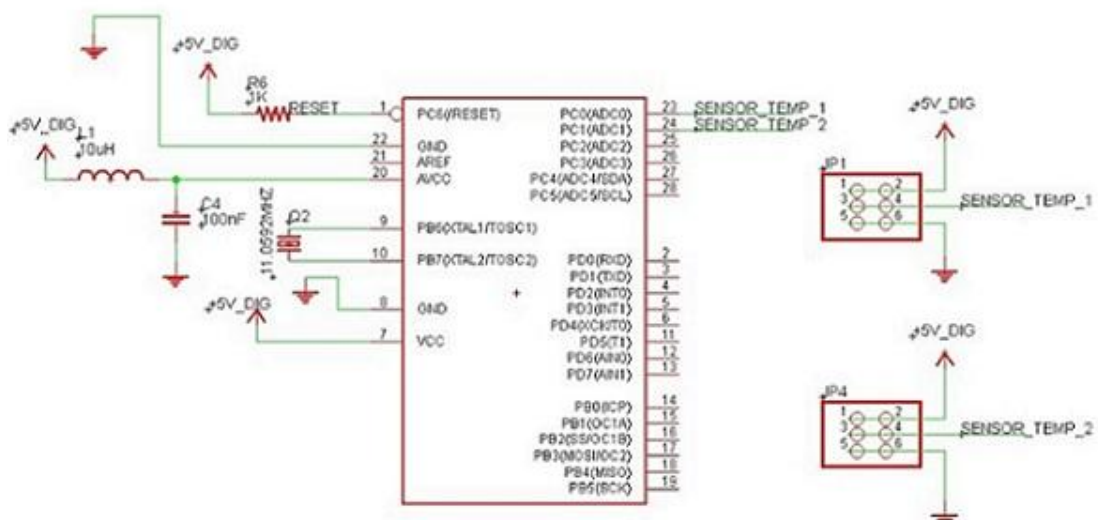 +5V_DIG
R6
1K
RESET
+5V_DIG
L1
10uH
C4
100nF
11.0592MHZ
Q2
+5V_DIG
1
22
21
20
9
10
8
7
PC6(/RESET)
GND
AREF
AVCC
PB6(XTAL1/TOSC1)
PB7(XTAL2/TOSC2)
GND
VCC
PC0(ADC0) 23 SENSOR_TEMP_1
PC1(ADC1) 24 SENSOR_TEMP_2
PC2(ADC2) 25
PC3(ADC3) 26
PC4(ADC4/SDA) 27
PC5(ADC5/SCL) 28
PD0(RXD) 2
PD1(TXD) 3
PD2(INT0) 4
PD3(INT1) 5
PD4(XCK/T0) 6
PD5(T1) 11
PD6(AIN0) 12
PD7(AIN1) 13
PB0(ICP) 14
PB1(OC1A) 15
PB2(SS/OC1B) 16
PB3(MOSI/OC2) 17
PB4(MISO) 18
PB5(SCK) 19
+5V_DIG
JP1
1 2
3 4 SENSOR_TEMP_1
5 6
+5V_DIG
JP4
1 2
3 4 SENSOR_TEMP_2
5 6